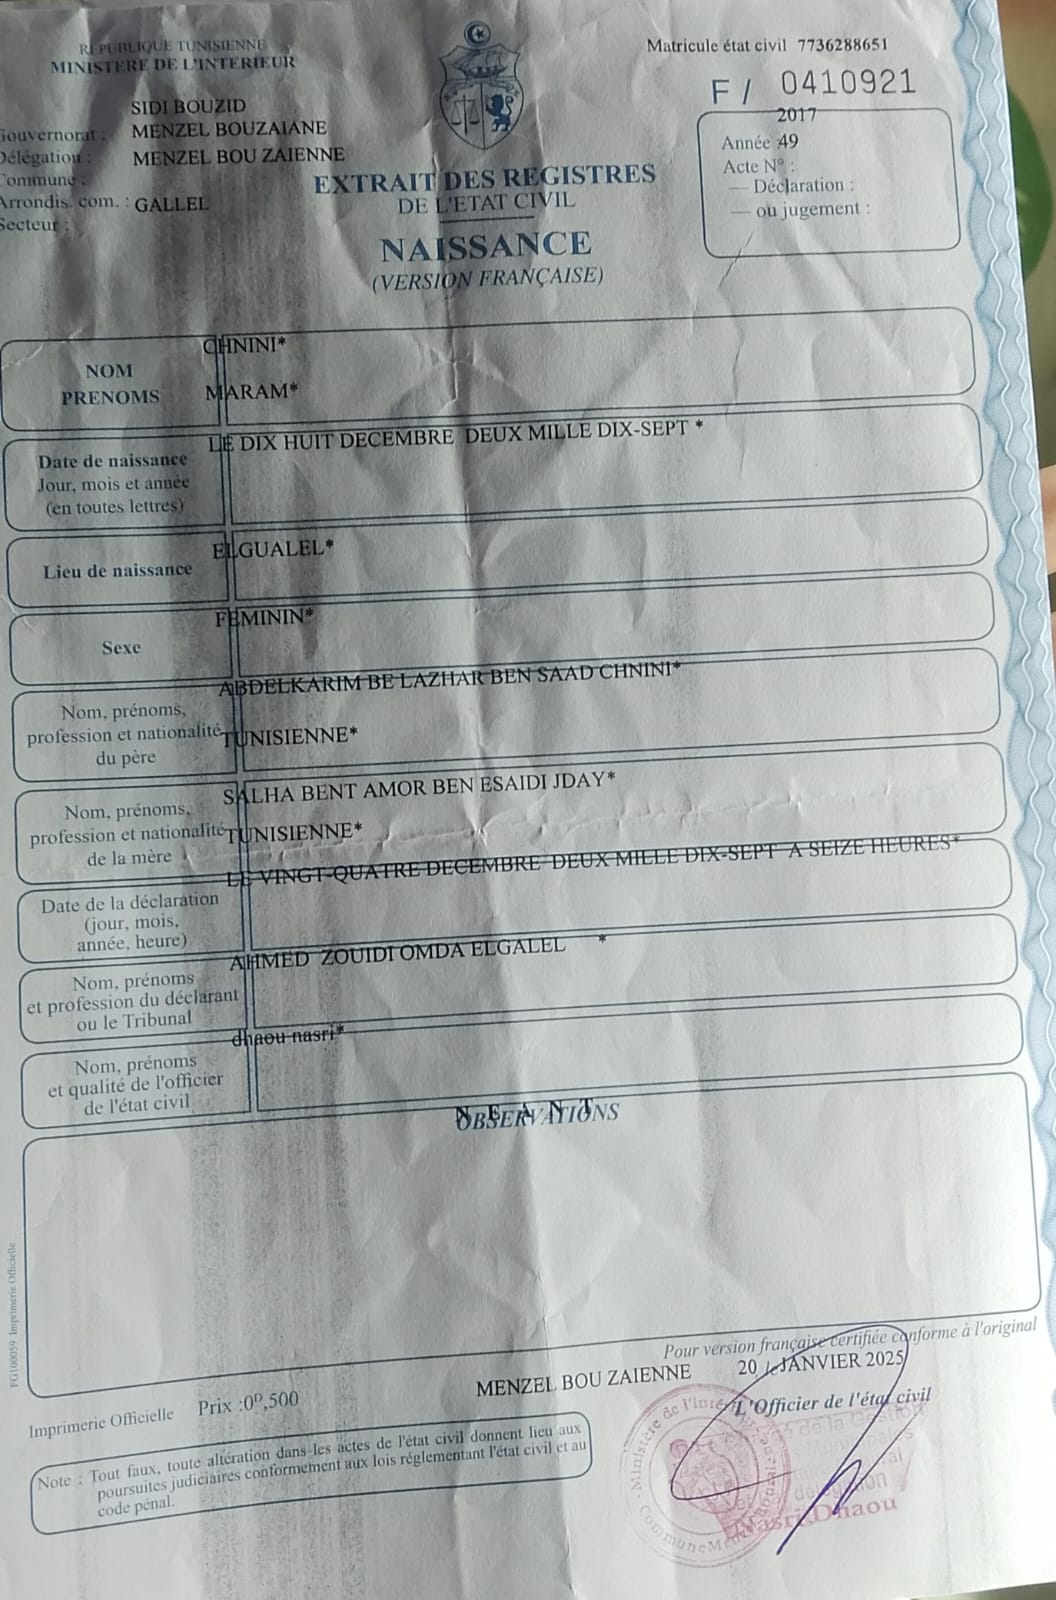 REPUBLIQUE TUNISIENNE
MINISTERE DE L'INTERIEUR
Matricule état civil 7736288651
F / 0410921
SIDI BOUZID
Gouvernorat : MENZEL BOUZAIANE
Délégation : MENZEL BOU ZAIENNE
Commune :
Arrondis. com. : GALLEL
Secteur :
2017
Année :49
Acte N° :
— Déclaration :
— ou jugement :
EXTRAIT DES REGISTRES
DE L'ETAT CIVIL
NAISSANCE
(VERSION FRANÇAISE)
NOM
PRENOMS
CHNINI*
MARAM*
Date de naissance
Jour, mois et année
(en toutes lettres)
LE DIX HUIT DECEMBRE DEUX MILLE DIX-SEPT *
Lieu de naissance
ELGUALEL*
Sexe
FEMININ*
Nom, prénoms,
profession et nationalité
du père
ABDELKARIM BE LAZHAR BEN SAAD CHNINI*
TUNISIENNE*
Nom, prénoms,
profession et nationalité
de la mère
SALHA BENT AMOR BEN ESAIDI JDAY*
TUNISIENNE*
Date de la déclaration
(jour, mois,
année, heure)
LE VINGT-QUATRE DECEMBRE DEUX MILLE DIX-SEPT A SEIZE HEURES*
Nom, prénoms
et profession du déclarant
ou le Tribunal
AHMED ZOUIDI OMDA ELGALEL *
Nom, prénoms
et qualité de l'officier
de l'état civil
dhaou nasri*
OBSERVATIONS
N E A N T
FG100059 Imprimerie Officielle
Pour version française certifiée conforme à l'original
MENZEL BOU ZAIENNE 20 JANVIER 2025
L'Officier de l'état civil
Imprimerie Officielle Prix :0ᴰ,500
Note : Tout faux, toute altération dans les actes de l'état civil donnent lieu aux
poursuites judiciaires conformement aux lois réglementant l'état civil et au
code pénal.
Ministère de l'Inté
Commune
Nasri Dhaou